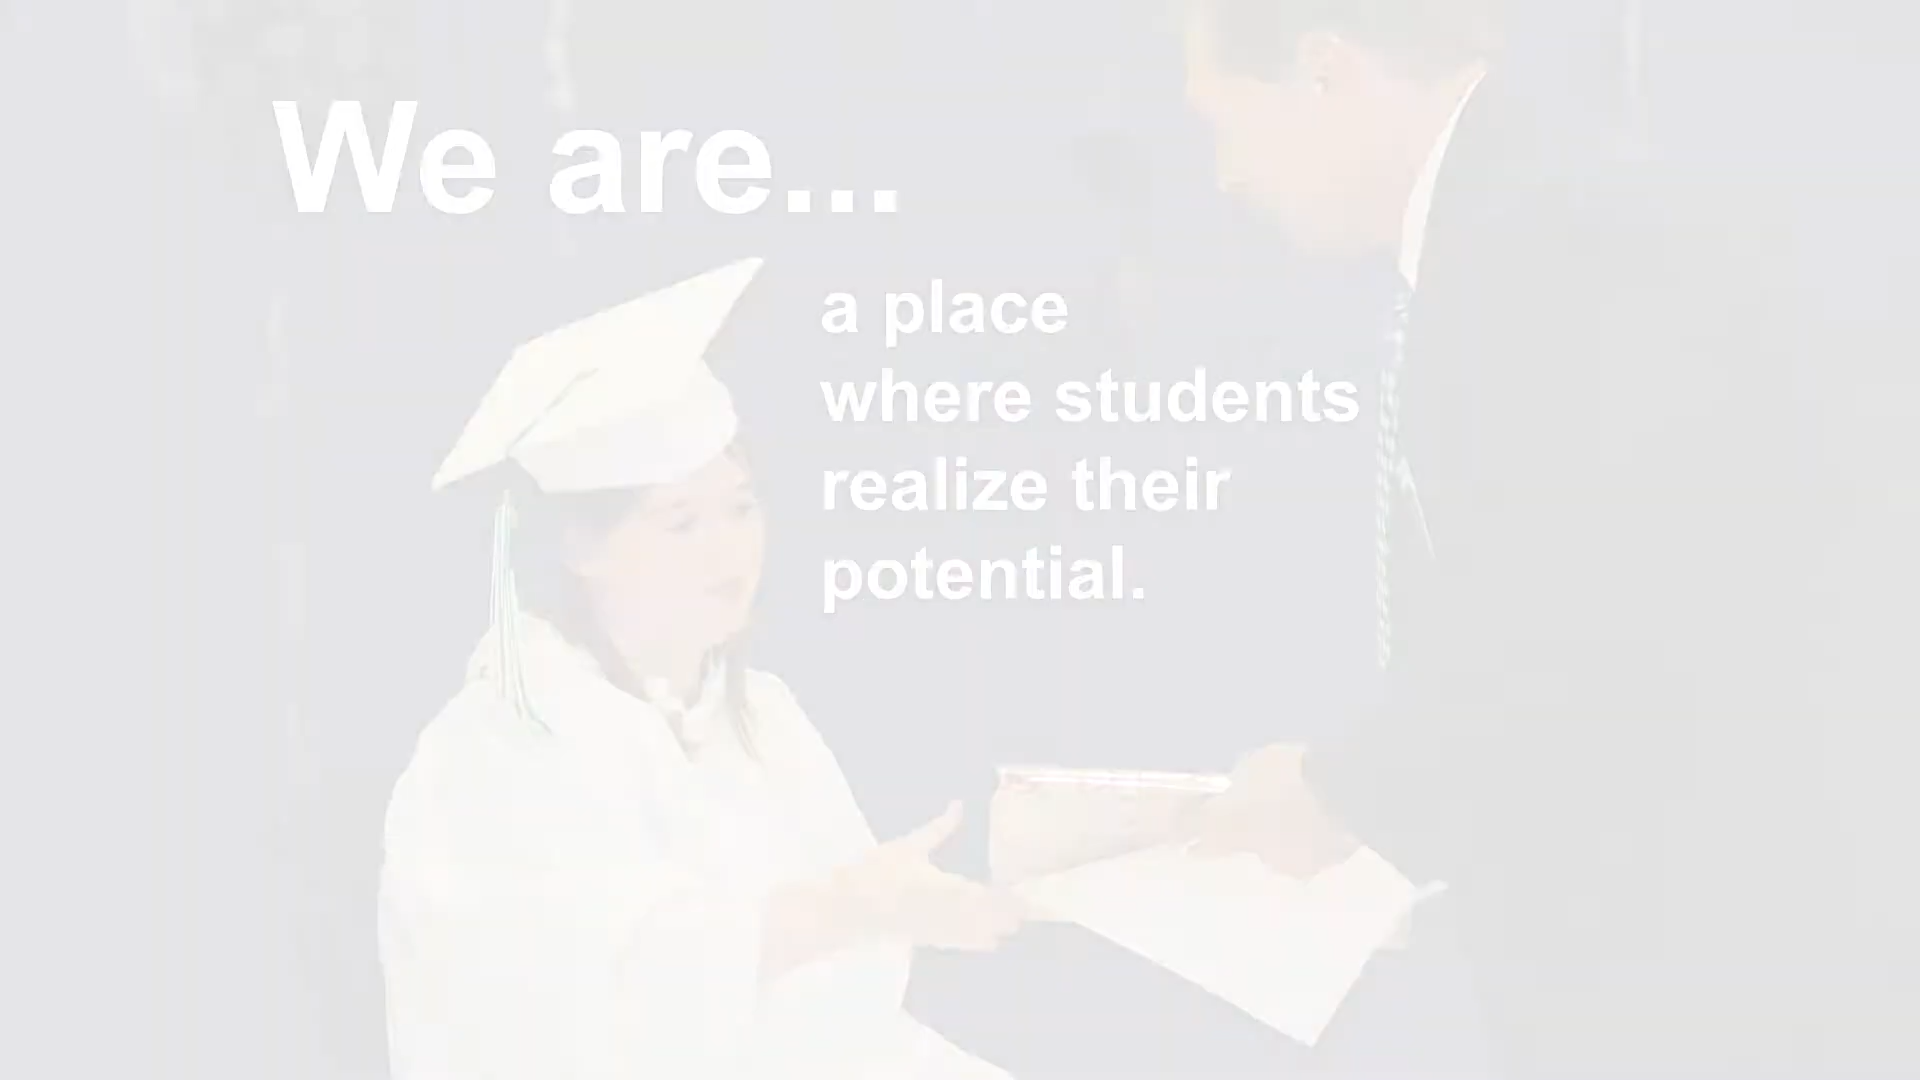 We are...
a place
where students
realize their
potential.